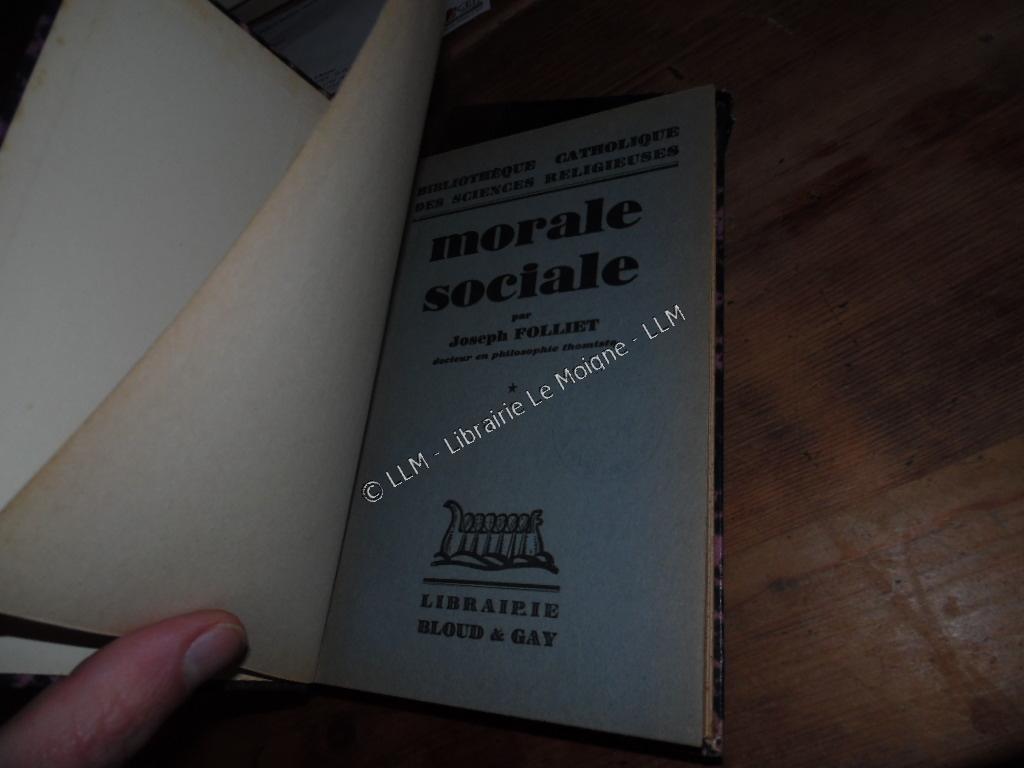 BIBLIOTHÈQUE CATHOLIQUE
DES SCIENCES RELIGIEUSES
morale
sociale
par
Joseph FOLLIET
docteur en philosophie thomiste
© LLM - Librairie Le Moigne - LLM
LIBRAIRIE
BLOUD & GAY